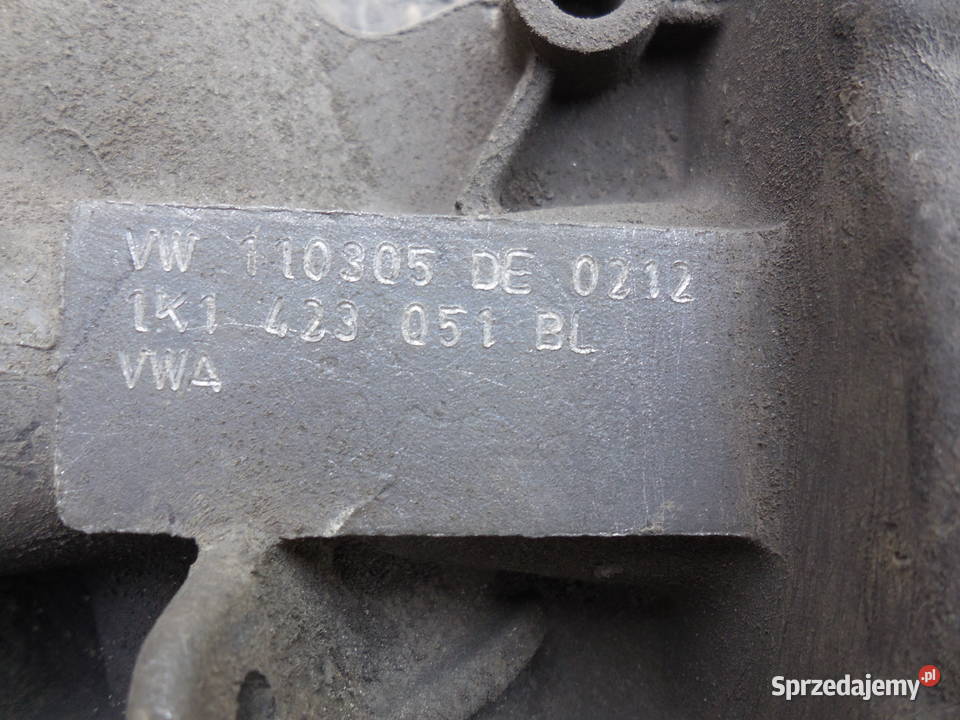 VW 110305 DE 0212
1K1 423 051 BL
VWA
Sprzedajemy.pl